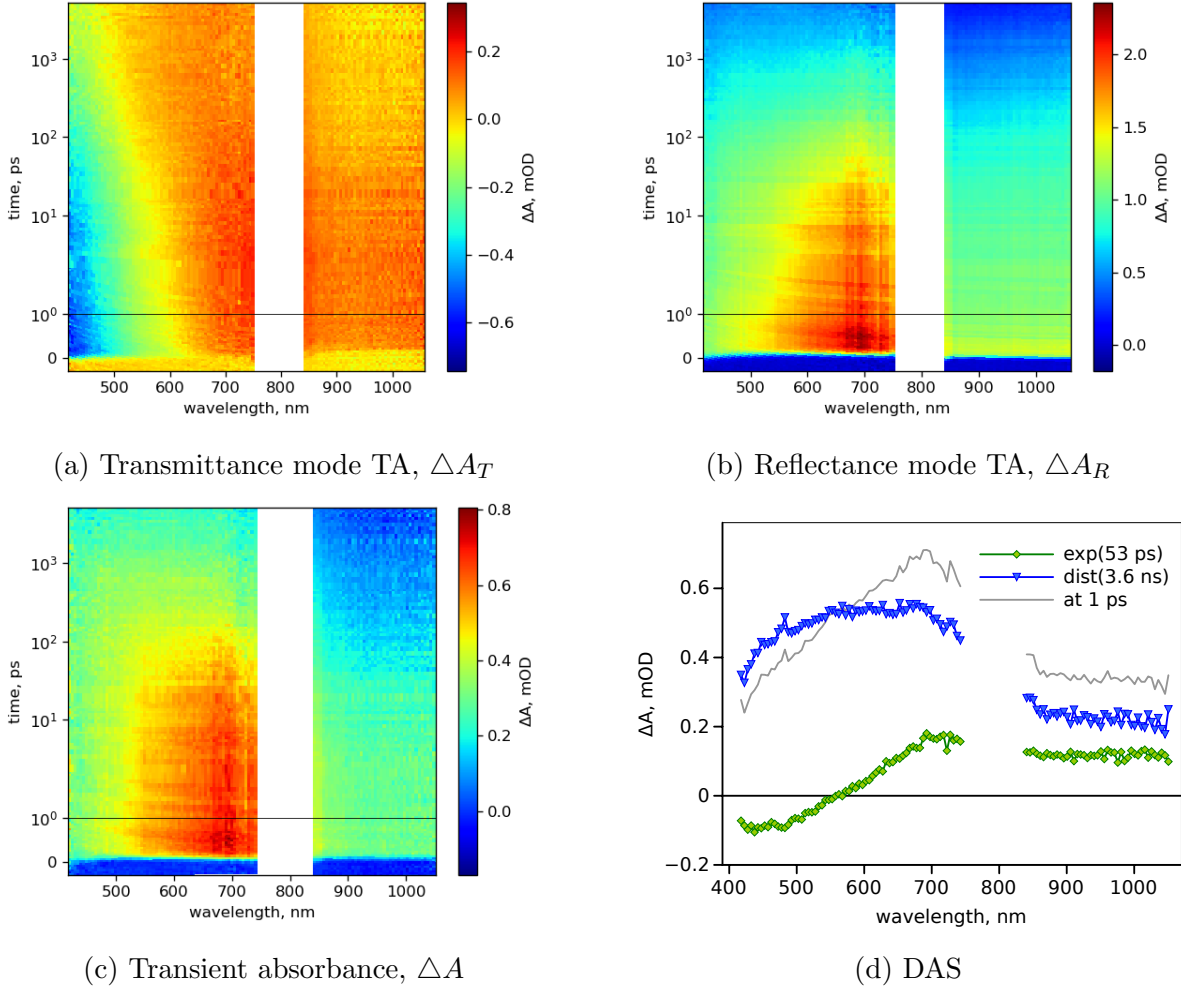 10³
10²
10¹
10⁰
0
time, ps
500 600 700 800 900 1000
wavelength, nm
0.2
0.0
−0.2
−0.4
−0.6
ΔA, mOD
(a) Transmittance mode TA, △A_T
10³
10²
10¹
10⁰
0
time, ps
500 600 700 800 900 1000
wavelength, nm
2.0
1.5
1.0
0.5
0.0
ΔA, mOD
(b) Reflectance mode TA, △A_R
10³
10²
10¹
10⁰
0
time, ps
500 600 700 800 900 1000
wavelength, nm
0.8
0.6
0.4
0.2
0.0
ΔA, mOD
(c) Transient absorbance, △A
exp(53 ps)
dist(3.6 ns)
at 1 ps
0.6
0.4
0.2
0
−0.2
ΔA, mOD
400 500 600 700 800 900 1000
wavelength, nm
(d) DAS